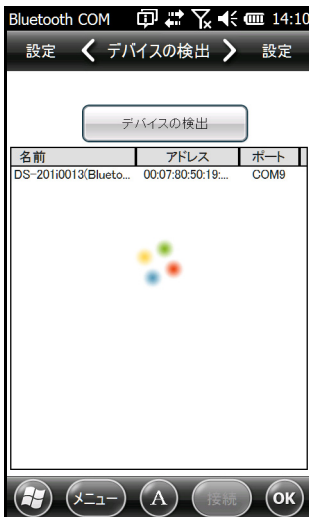 Bluetooth COM 14:10
設定 デバイスの検出 設定
デバイスの検出
名前 アドレス ポート
DS-201i0013(Blueto... 00:07:80:50:19:... COM9
メニュー A 接続 OK